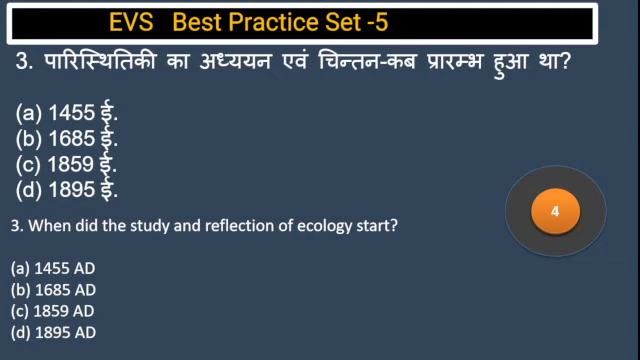 EVS Best Practice Set -5
3. पारिस्थितिकी का अध्ययन एवं चिन्तन-कब प्रारम्भ हुआ था?
(a) 1455 ई.
(b) 1685 ई.
(c) 1859 ई.
(d) 1895 ई.
3. When did the study and reflection of ecology start?
4
(a) 1455 AD
(b) 1685 AD
(c) 1859 AD
(d) 1895 AD